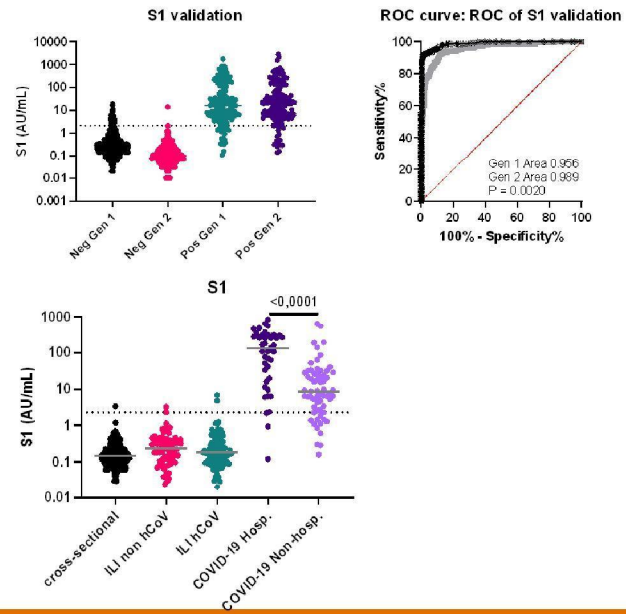 S1 validation
S1 (AU/mL)
10000
1000
100
10
1
0.1
0.01
0.001
Neg Gen 1
Neg Gen 2
Pos Gen 1
Pos Gen 2
ROC curve: ROC of S1 validation
Sensitivity%
100
80
60
40
20
0
Gen 1 Area 0.956
Gen 2 Area 0.989
P = 0.0020
0 20 40 60 80 100
100% - Specificity%
S1
<0,0001
S1 (AU/mL)
1000
100
10
1
0.1
0.01
cross-sectional
ILI non hCoV
ILI hCoV
COVID-19 Hosp.
COVID-19 Non-hosp.